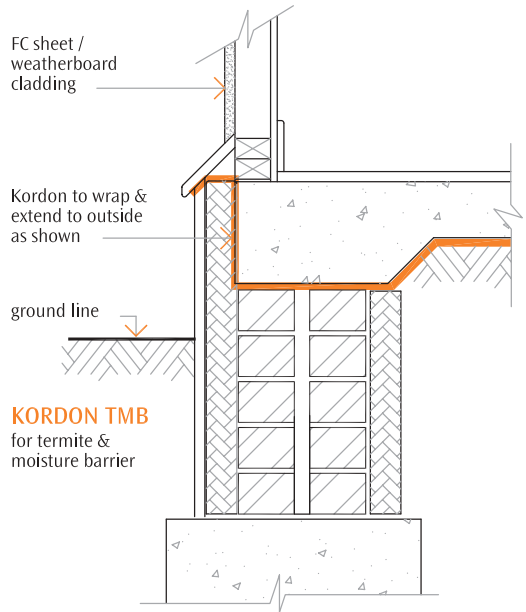 FC sheet /
weatherboard
cladding
Kordon to wrap &
extend to outside
as shown
ground line
KORDON TMB
for termite &
moisture barrier